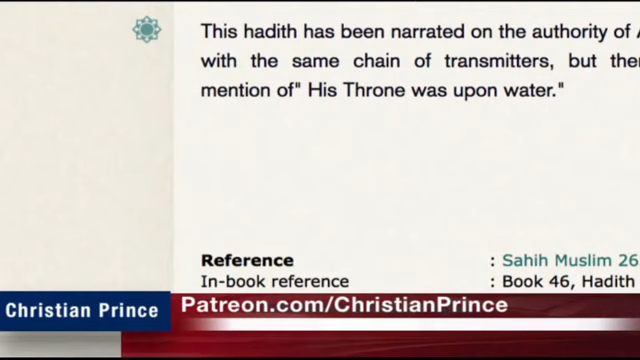 This hadith has been narrated on the authority of
with the same chain of transmitters, but
mention of" His Throne was upon water."
Reference : Sahih Muslim
In-book reference : Book 46, Hadith
Christian Prince
Patreon.com/ChristianPrince